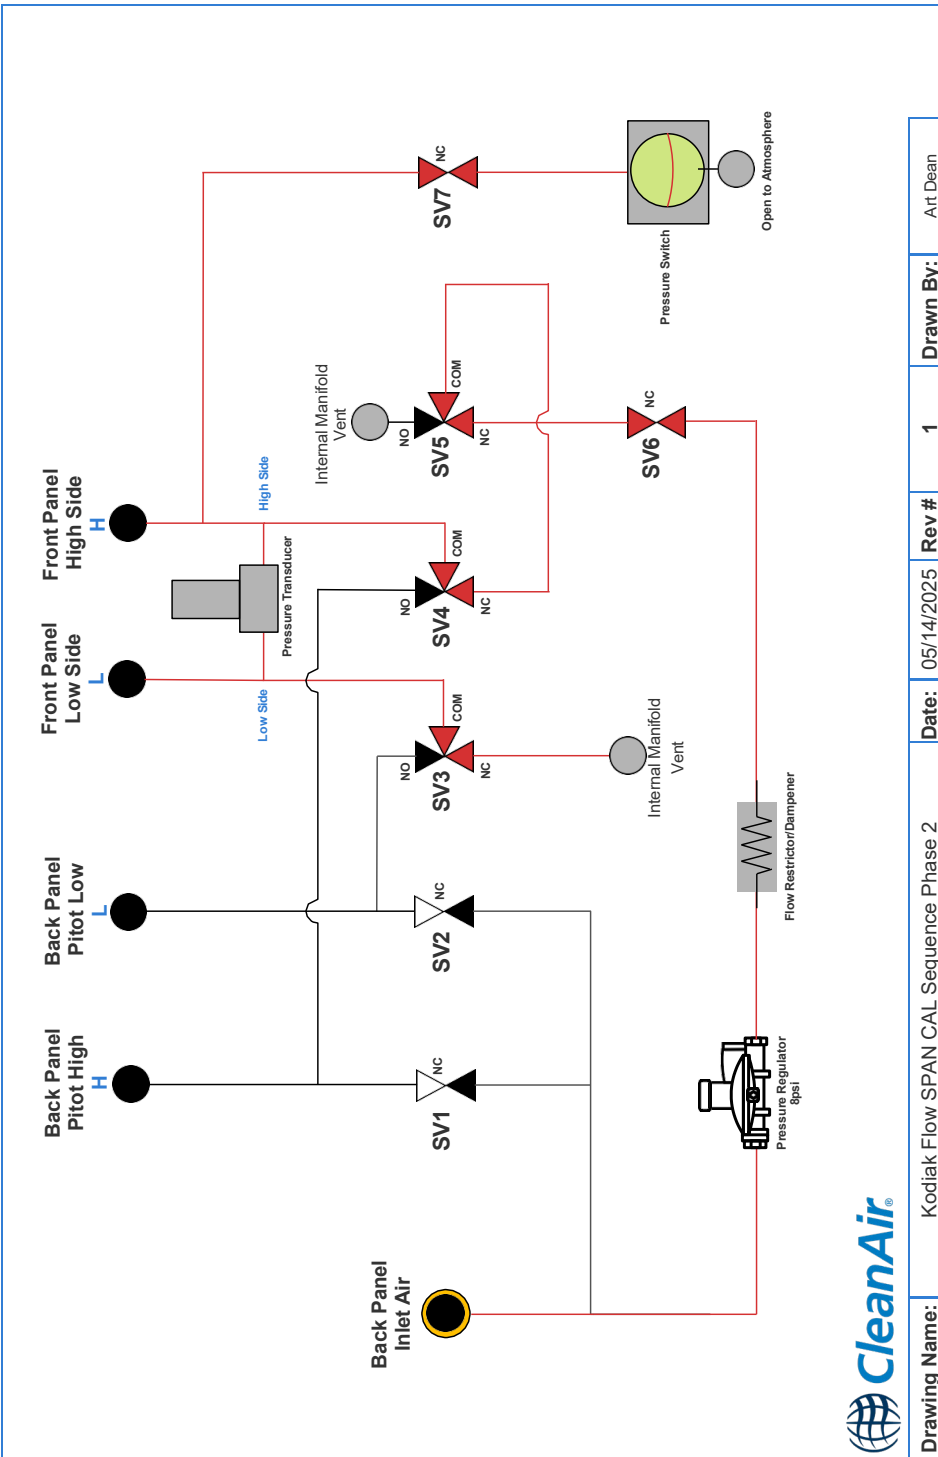 Back Panel
Inlet Air
Back Panel
Pitot High
H
Back Panel
Pitot Low
L
Front Panel
Low Side
L
Front Panel
High Side
H
SV1
NC
SV2
NC
SV3
NO
COM
NC
Low Side
Pressure Transducer
High Side
SV4
NO
COM
NC
Internal Manifold
Vent
SV5
NO
COM
NC
SV6
NC
SV7
NC
Pressure Switch
Open to Atmosphere
Internal Manifold
Vent
Flow Restrictor/Dampener
Pressure Regulator
8psi
CleanAir®
Drawing Name:
Kodiak Flow SPAN CAL Sequence Phase 2
Date:
05/14/2025
Rev #
1
Drawn By:
Art Dean